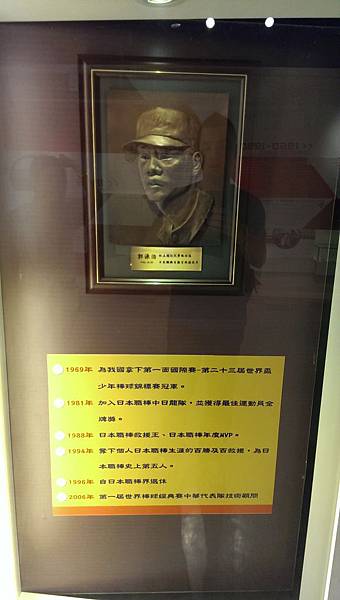 郭源治
1969年 為我國拿下第一面國際賽-第二十三屆世界盃
少年棒球錦標賽冠軍。
1981年 加入日本職棒中日龍隊,並獲得最佳運動員金
牌獎。
1988年 日本職棒救援王、日本職棒年度MVP。
1994年 奪下個人日本職棒生涯的百勝及百救援,為日
本職棒史上第五人。
1996年 自日本職棒界退休
2006年 第一屆世界棒球經典賽中華代表隊技術顧問